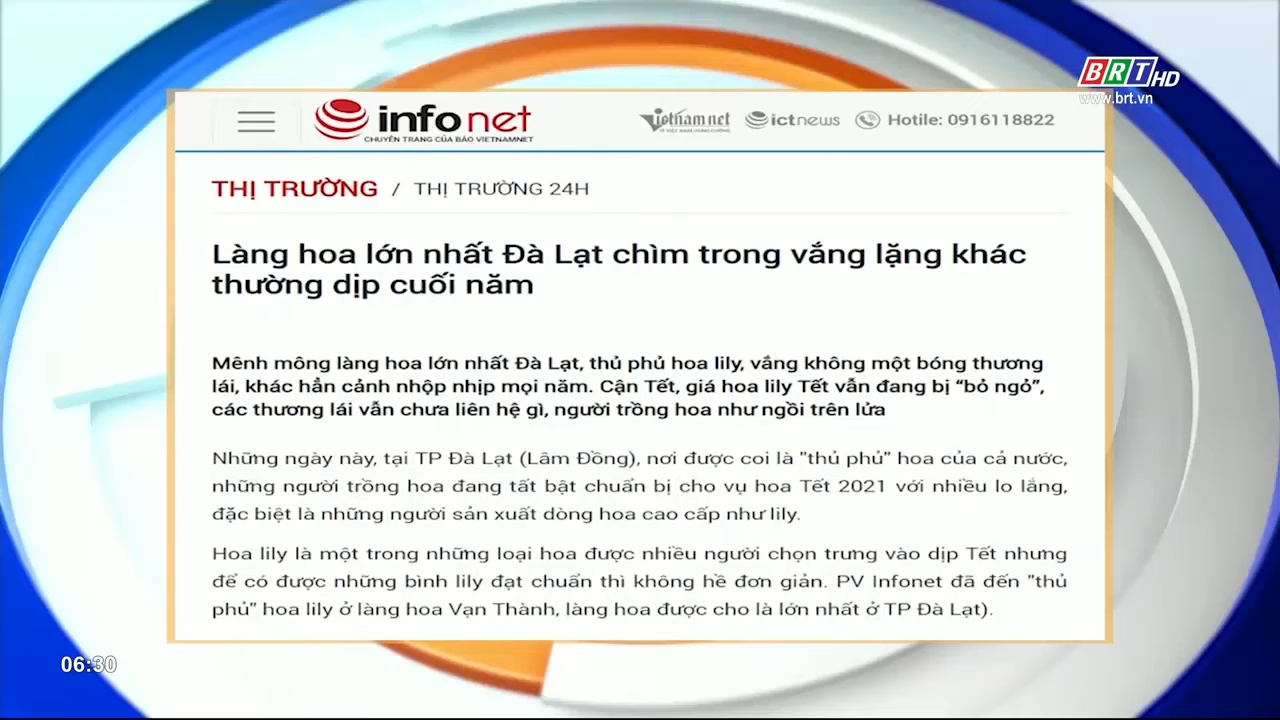 BRT HD
www.brt.vn
infonet
CHUYÊN TRANG CỦA BÁO VIETNAMNET
Vietnamnet
VÌ VIỆT NAM HÙNG CƯỜNG
ictnews
Hotile: 0916118822
THỊ TRƯỜNG / THỊ TRƯỜNG 24H
Làng hoa lớn nhất Đà Lạt chìm trong vắng lặng khác
thường dịp cuối năm
Mênh mông làng hoa lớn nhất Đà Lạt, thủ phủ hoa lily, vắng không một bóng thương
lái, khác hẳn cảnh nhộp nhịp mọi năm. Cận Tết, giá hoa lily Tết vẫn đang bị “bỏ ngỏ”,
các thương lái vẫn chưa liên hệ gì, người trồng hoa như ngồi trên lửa
Những ngày này, tại TP Đà Lạt (Lâm Đồng), nơi được coi là "thủ phủ" hoa của cả nước,
những người trồng hoa đang tất bật chuẩn bị cho vụ hoa Tết 2021 với nhiều lo lắng,
đặc biệt là những người sản xuất dòng hoa cao cấp như lily.
Hoa lily là một trong những loại hoa được nhiều người chọn trưng vào dịp Tết nhưng
để có được những bình lily đạt chuẩn thì không hề đơn giản. PV Infonet đã đến "thủ
phủ" hoa lily ở làng hoa Vạn Thành, làng hoa được cho là lớn nhất ở TP Đà Lạt).
06:30